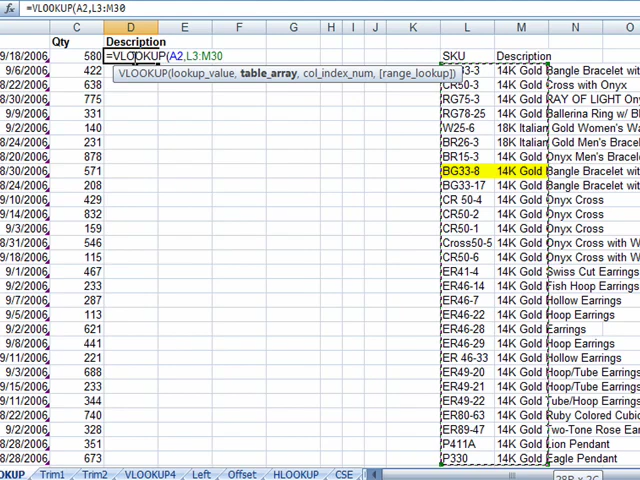 fx =VLOOKUP(A2,L3:M30
C D E F G H I J K L M N O
Qty Description
9/18/2006 580 =VLOOKUP(A2,L3:M30 SKU Description
VLOOKUP(lookup_value, table_array, col_index_num, [range_lookup])
9/6/2006 422 33-3 14K Gold Bangle Bracelet wit
8/22/2006 638 CR50-3 14K Gold Cross with Onyx
8/30/2006 775 RG75-3 14K Gold RAY OF LIGHT Ony
9/9/2006 331 RG78-25 14K Gold Ballerina Ring w/ Bl
9/2/2006 140 W25-6 18K Italian Gold Women's Wa
8/24/2006 231 BR26-3 18K Italian Gold Men's Brace
8/20/2006 878 BR15-3 14K Gold Onyx Men's Bracele
8/30/2006 571 BG33-8 14K Gold Bangle Bracelet wit
8/24/2006 208 BG33-17 14K Gold Bangle Bracelet wit
9/10/2006 429 CR 50-4 14K Gold Onyx Cross
9/14/2006 832 CR50-2 14K Gold Onyx Cross
9/3/2006 159 CR50-1 14K Gold Onyx Cross
8/31/2006 546 Cross50-5 14K Gold Onyx Cross with W
8/30/2006 115 CR50-6 14K Gold Onyx Cross with W
9/1/2006 467 ER41-4 14K Gold Swiss Cut Earrings
9/2/2006 233 ER46-14 14K Gold Fish Hoop Earrings
9/7/2006 287 ER46-7 14K Gold Hollow Earrings
9/5/2006 113 ER46-22 14K Gold Hoop Earrings
9/2/2006 621 ER46-28 14K Gold Earrings
9/8/2006 441 ER46-29 14K Gold Hoop Earrings
9/11/2006 221 ER 46-33 14K Gold Hollow Earrings
9/3/2006 688 ER49-20 14K Gold Hoop/Tube Earrings
9/15/2006 233 ER49-21 14K Gold Hoop/Tube Earrings
9/11/2006 344 ER49-22 14K Gold Tube/Hoop Earrings
8/22/2006 740 ER80-63 14K Gold Ruby Colored Cubic
9/2/2006 328 ER89-47 14K Gold Two-Tone Rose Ear
8/28/2006 351 P411A 14K Gold Lion Pendant
8/28/2006 673 P330 14K Gold Eagle Pendant
OKUP Trim1 Trim2 VLOOKUP4 Left Offset HLOOKUP CSE 28R x 2C